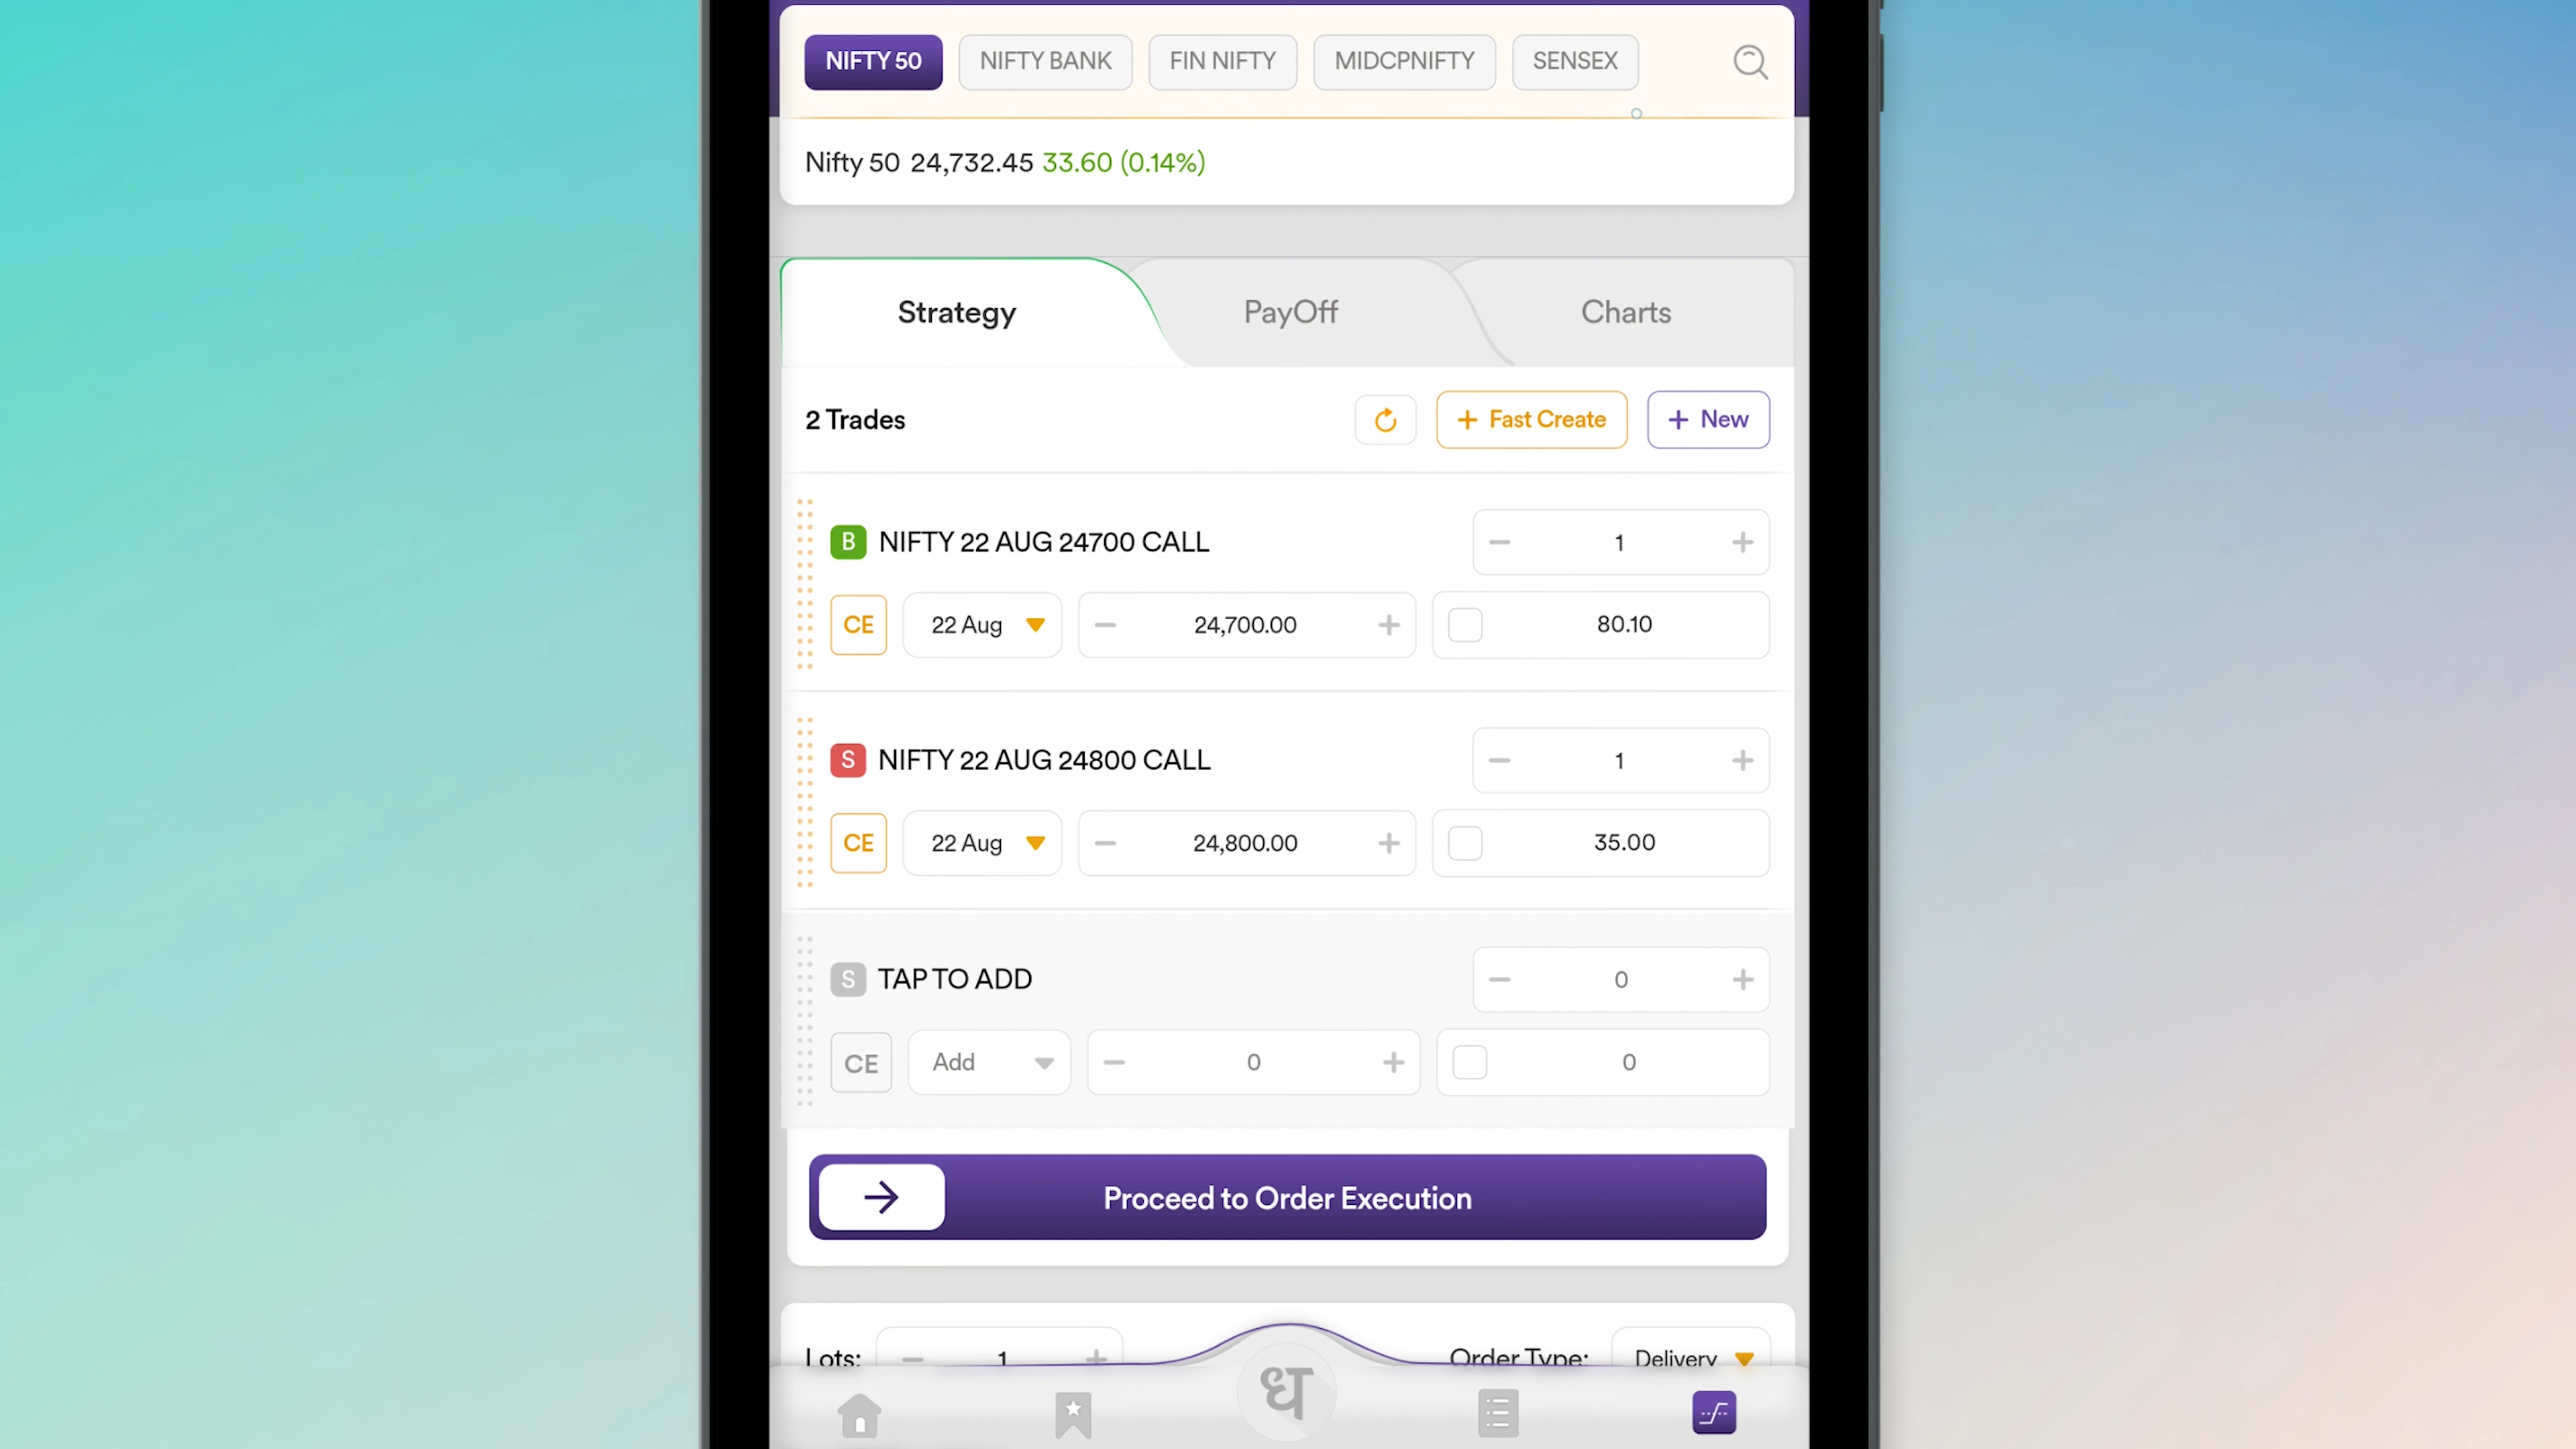 NIFTY 50 NIFTY BANK FIN NIFTY MIDCPNIFTY SENSEX
Nifty 50 24,732.45 33.60 (0.14%)
Strategy PayOff Charts
2 Trades + Fast Create + New
B NIFTY 22 AUG 24700 CALL − 1 +
CE 22 Aug − 24,700.00 + 80.10
S NIFTY 22 AUG 24800 CALL − 1 +
CE 22 Aug − 24,800.00 + 35.00
S TAP TO ADD − 0 +
CE Add − 0 + 0
Proceed to Order Execution
Lots: − 1 + Order Type: Delivery
ध